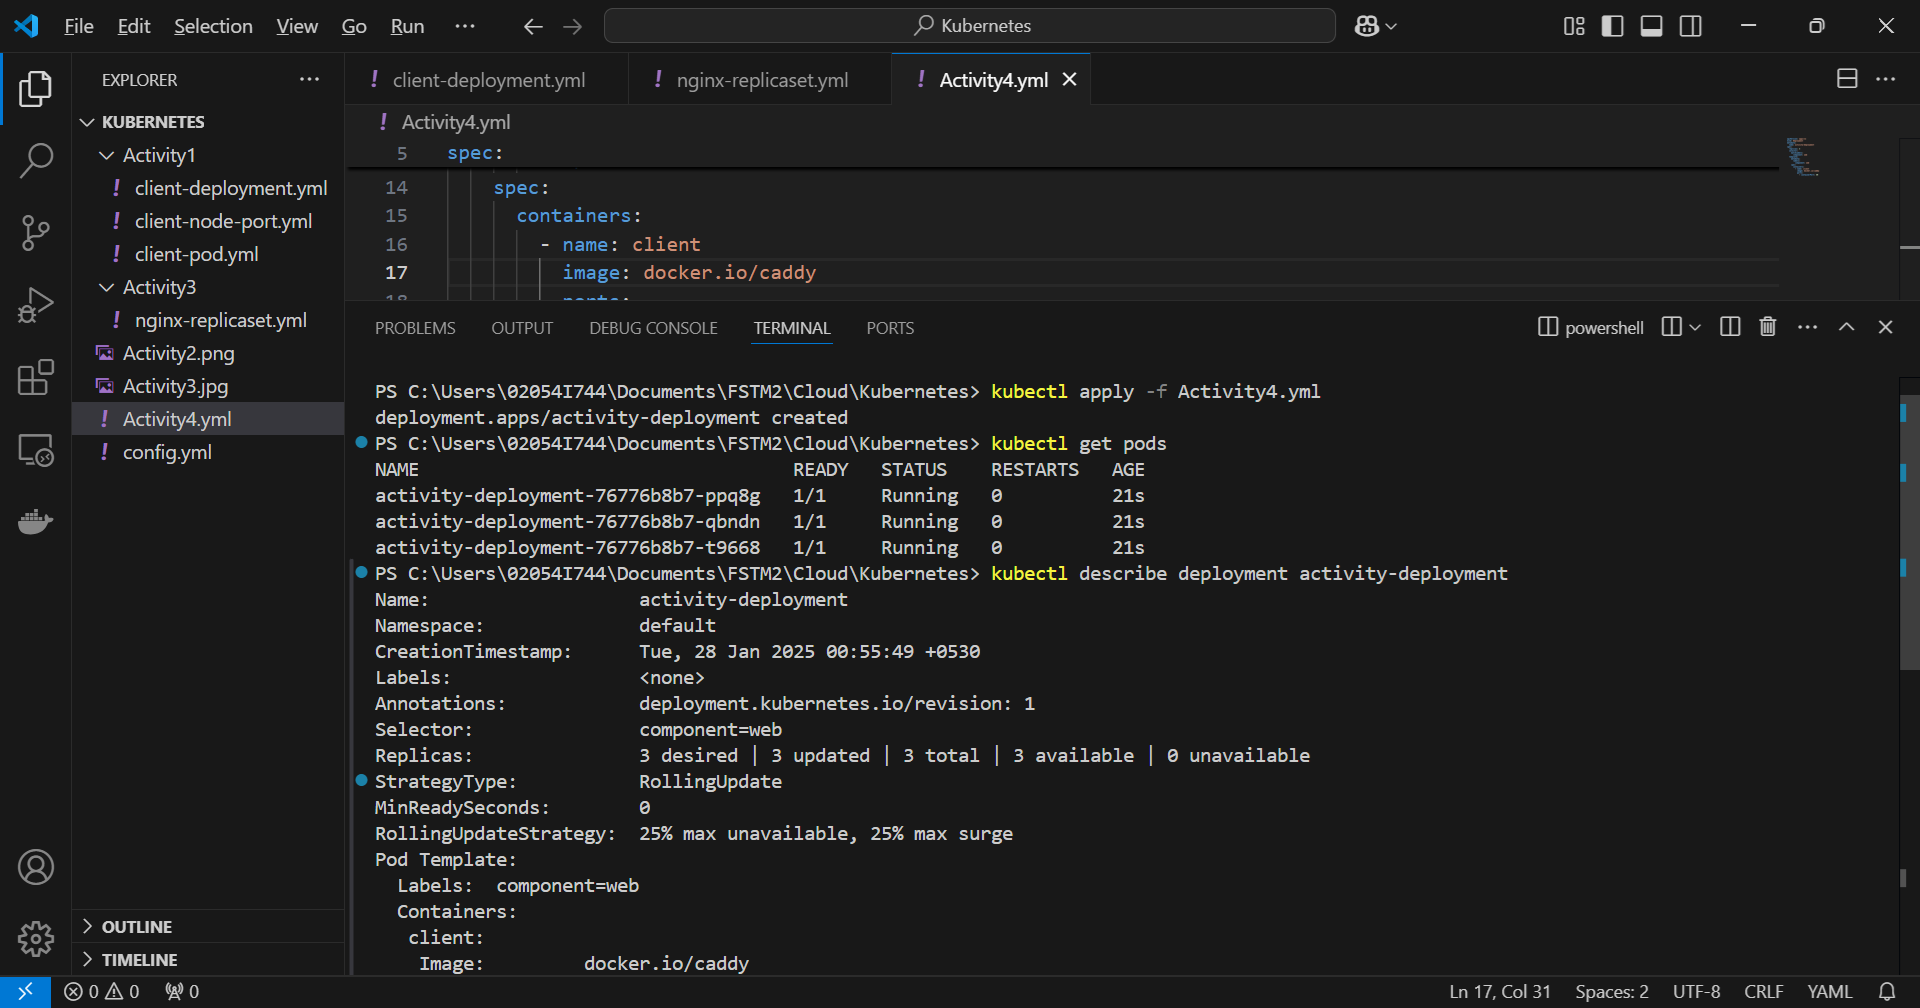 File Edit Selection View Go Run ··· Kubernetes
EXPLORER
KUBERNETES
Activity1
client-deployment.yml
client-node-port.yml
client-pod.yml
Activity3
nginx-replicaset.yml
Activity2.png
Activity3.jpg
Activity4.yml
config.yml
OUTLINE
TIMELINE
client-deployment.yml nginx-replicaset.yml Activity4.yml
Activity4.yml
5 spec:
14 spec:
15 containers:
16 - name: client
17 image: docker.io/caddy
18 ports:
PROBLEMS OUTPUT DEBUG CONSOLE TERMINAL PORTS powershell
PS C:\Users\02054I744\Documents\FSTM2\Cloud\Kubernetes> kubectl apply -f Activity4.yml
deployment.apps/activity-deployment created
PS C:\Users\02054I744\Documents\FSTM2\Cloud\Kubernetes> kubectl get pods
NAME READY STATUS RESTARTS AGE
activity-deployment-76776b8b7-ppq8g 1/1 Running 0 21s
activity-deployment-76776b8b7-qbndn 1/1 Running 0 21s
activity-deployment-76776b8b7-t9668 1/1 Running 0 21s
PS C:\Users\02054I744\Documents\FSTM2\Cloud\Kubernetes> kubectl describe deployment activity-deployment
Name: activity-deployment
Namespace: default
CreationTimestamp: Tue, 28 Jan 2025 00:55:49 +0530
Labels: <none>
Annotations: deployment.kubernetes.io/revision: 1
Selector: component=web
Replicas: 3 desired | 3 updated | 3 total | 3 available | 0 unavailable
StrategyType: RollingUpdate
MinReadySeconds: 0
RollingUpdateStrategy: 25% max unavailable, 25% max surge
Pod Template:
Labels: component=web
Containers:
client:
Image: docker.io/caddy
0 0 0 Ln 17, Col 31 Spaces: 2 UTF-8 CRLF YAML